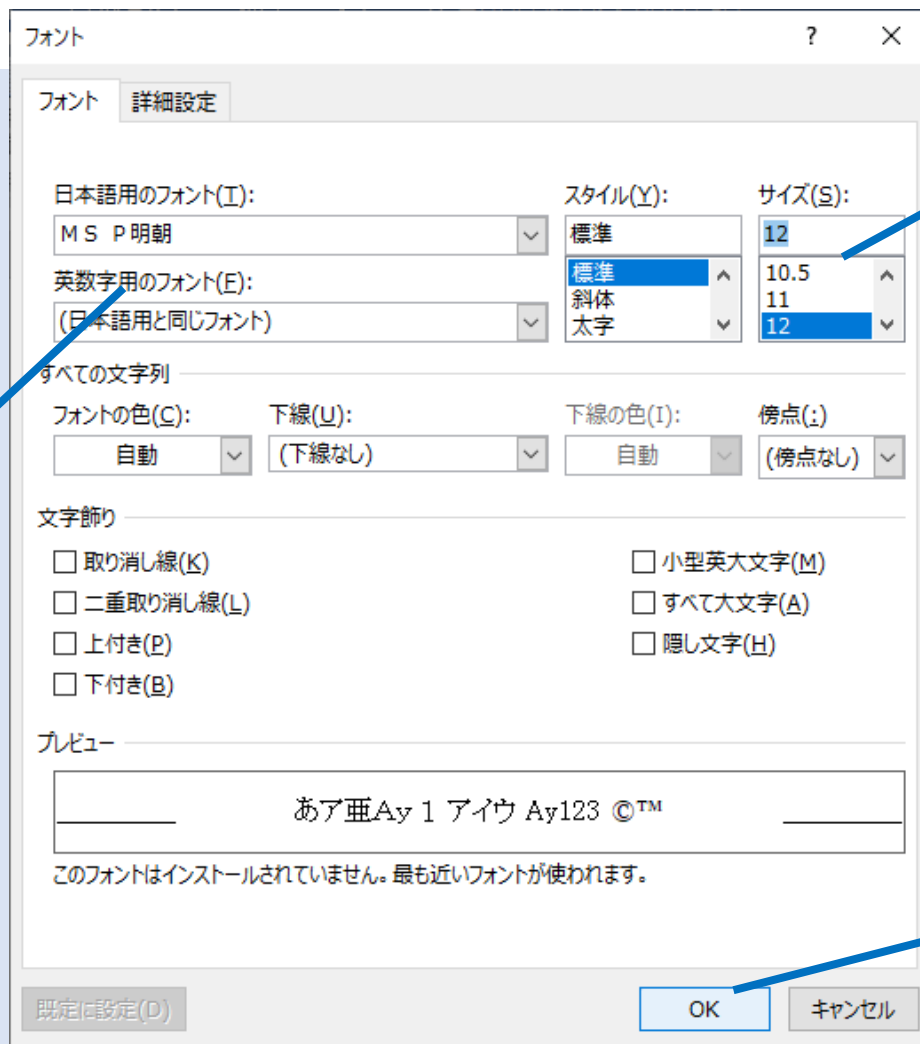 フォント ? ×
フォント 詳細設定
日本語用のフォント(T): スタイル(Y): サイズ(S):
ＭＳ Ｐ明朝 標準 12
英数字用のフォント(F): 標準 10.5
斜体 11
(日本語用と同じフォント) 太字 12
すべての文字列
フォントの色(C): 下線(U): 下線の色(I): 傍点(:)
自動 (下線なし) 自動 (傍点なし)
文字飾り
取り消し線(K) 小型英大文字(M)
二重取り消し線(L) すべて大文字(A)
上付き(P) 隠し文字(H)
下付き(B)
プレビュー
あア亜Ay 1 アイウ Ay123 ©™
このフォントはインストールされていません。最も近いフォントが使われます。
既定に設定(D) OK キャンセル